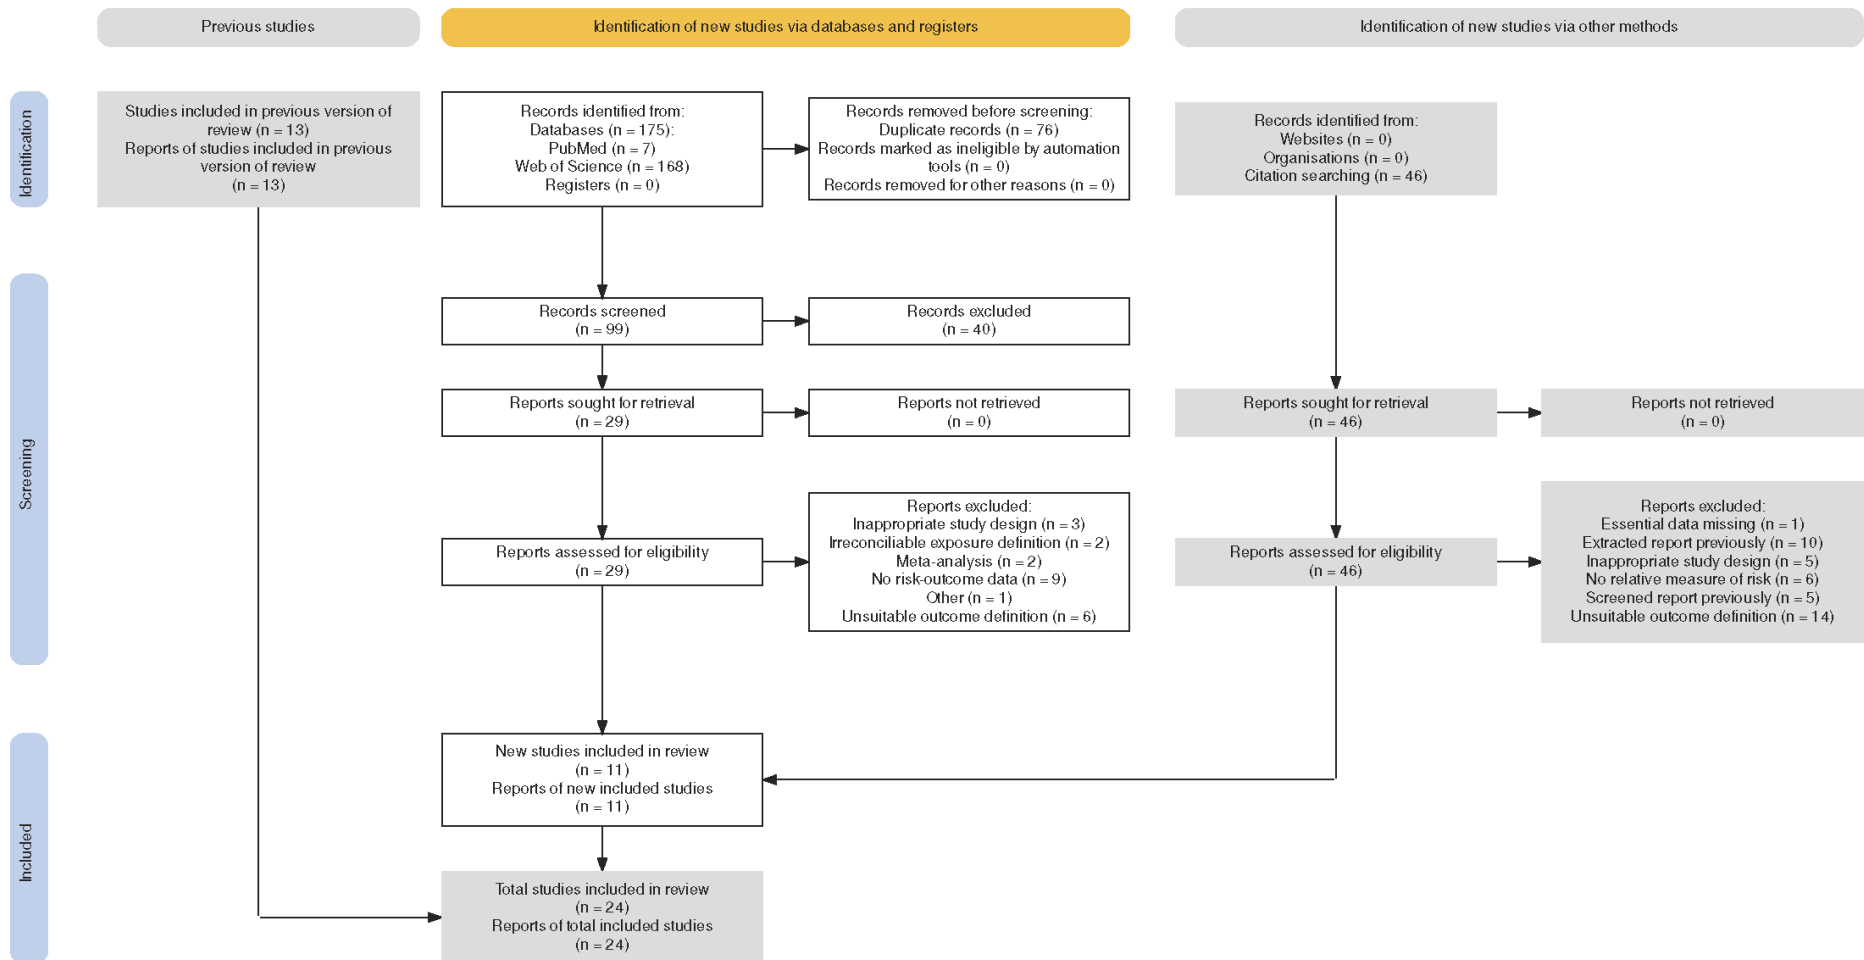 Previous studies
Identification of new studies via databases and registers
Identification of new studies via other methods
Identification
Studies included in previous version of
review (n = 13)
Reports of studies included in previous
version of review
(n = 13)
Records identified from:
Databases (n = 175):
PubMed (n = 7)
Web of Science (n = 168)
Registers (n = 0)
Records removed before screening:
Duplicate records (n = 76)
Records marked as ineligible by automation
tools (n = 0)
Records removed for other reasons (n = 0)
Records identified from:
Websites (n = 0)
Organisations (n = 0)
Citation searching (n = 46)
Screening
Records screened
(n = 99)
Records excluded
(n = 40)
Reports sought for retrieval
(n = 29)
Reports not retrieved
(n = 0)
Reports sought for retrieval
(n = 46)
Reports not retrieved
(n = 0)
Reports assessed for eligibility
(n = 29)
Reports excluded:
Inappropriate study design (n = 3)
Irreconciliable exposure definition (n = 2)
Meta-analysis (n = 2)
No risk-outcome data (n = 9)
Other (n = 1)
Unsuitable outcome definition (n = 6)
Reports assessed for eligibility
(n = 46)
Reports excluded:
Essential data missing (n = 1)
Extracted report previously (n = 10)
Inappropriate study design (n = 5)
No relative measure of risk (n = 6)
Screened report previously (n = 5)
Unsuitable outcome definition (n = 14)
Included
New studies included in review
(n = 11)
Reports of new included studies
(n = 11)
Total studies included in review
(n = 24)
Reports of total included studies
(n = 24)